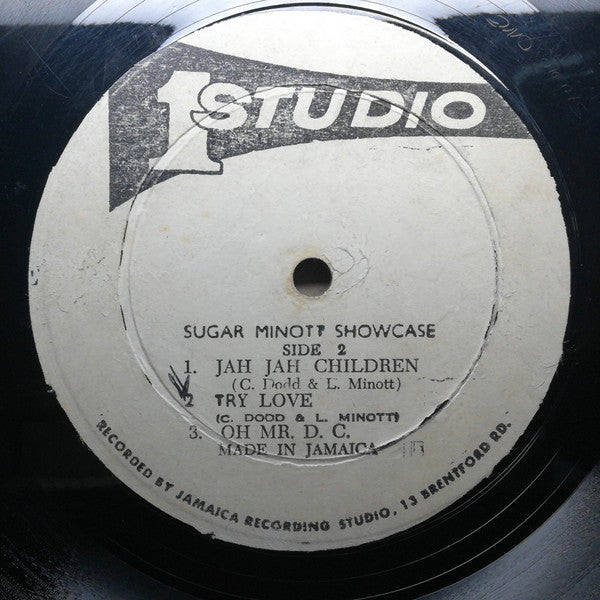 1 STUDIO
SUGAR MINOTT SHOWCASE
SIDE 2
1. JAH JAH CHILDREN
(C. Dodd & L. Minott)
2 TRY LOVE
(C. DODD & L. MINOTT)
3. OH MR. D. C.
MADE IN JAMAICA
RECORDED BY JAMAICA RECORDING STUDIO, 13 BRENTFORD RD.